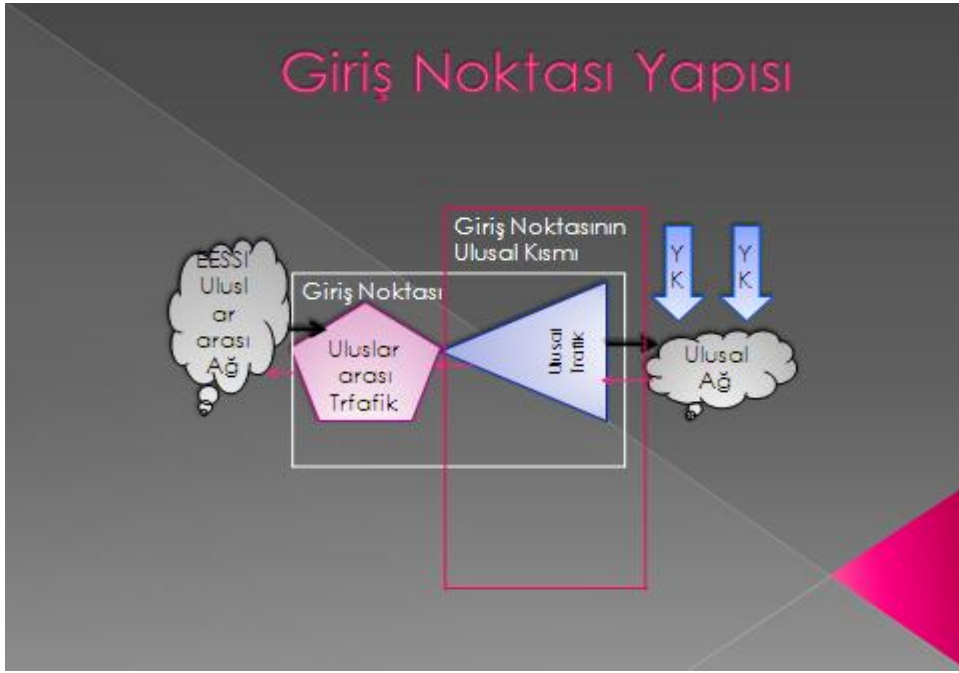 Giriş Noktası Yapısı
Giriş Noktasının
Ulusal Kısmı
EESSI
Ulusl
ar
arası
Ağ
Giriş Noktası
Uluslar
arası
Trfafik
Ulusal
Trafik
Y
K
Y
K
Ulusal
Ağ